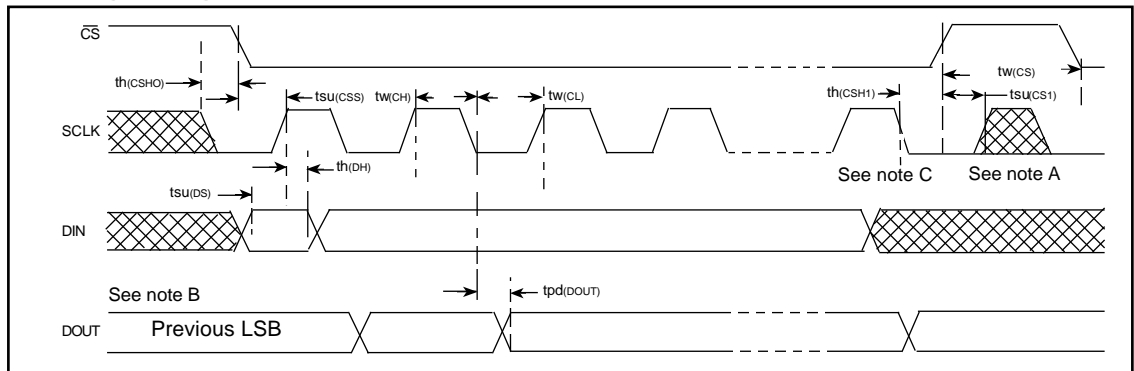 CS
th(CSHO)
tw(CS)
tsu(CSS)
tw(CH)
tw(CL)
th(CSH1)
tsu(CS1)
SCLK
th(DH)
See note C
See note A
tsu(DS)
DIN
See note B
tpd(DOUT)
DOUT
Previous LSB